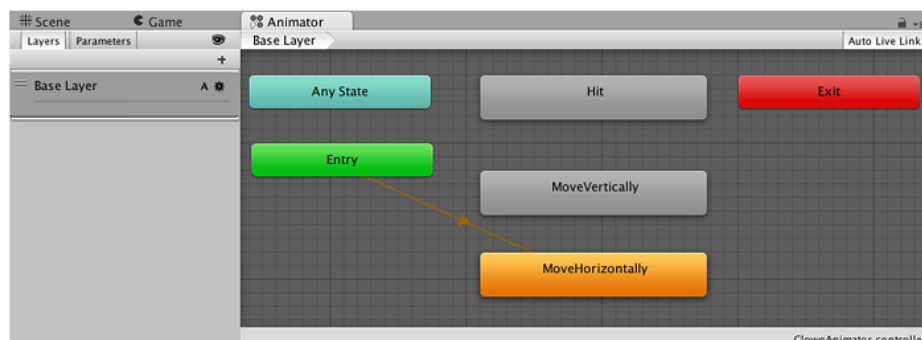 Scene Game Animator
Layers Parameters Base Layer Auto Live Link
+
Base Layer A
Any State Hit Exit
Entry
MoveVertically
MoveHorizontally